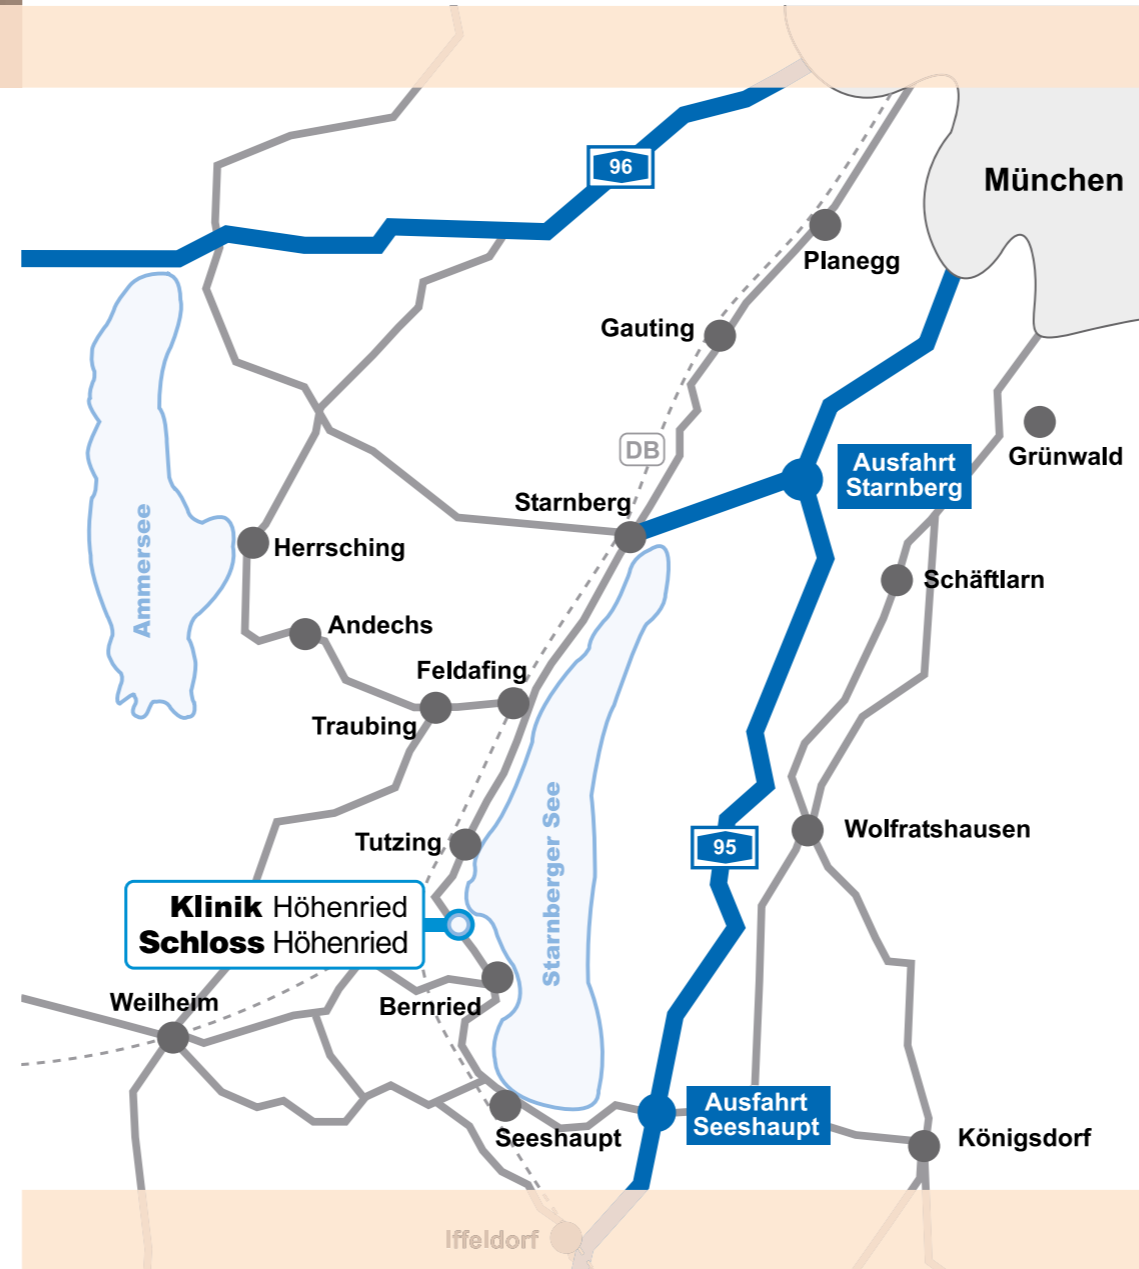 96
München
Planegg
Gauting
Grünwald
DB
Ausfahrt
Starnberg
Starnberg
Ammersee
Herrsching
Schäftlarn
Andechs
Feldafing
Traubing
Starnberger See
Tutzing
95
Wolfratshausen
Klinik Höhenried
Schloss Höhenried
Weilheim
Bernried
Ausfahrt
Seeshaupt
Seeshaupt
Königsdorf
Iffeldorf